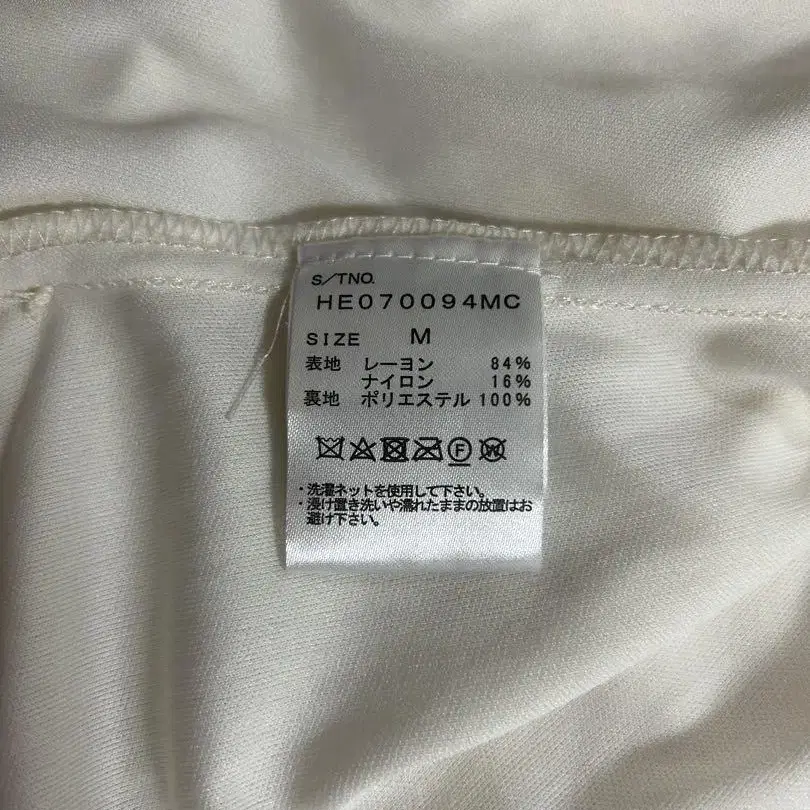 S/TNO.
HE070094MC
SIZE M
表地 レーヨン 84%
ナイロン 16%
裏地 ポリエステル 100%
F W
・洗濯ネットを使用して下さい。
・浸け置き洗いや濡れたままの放置はお
避け下さい。